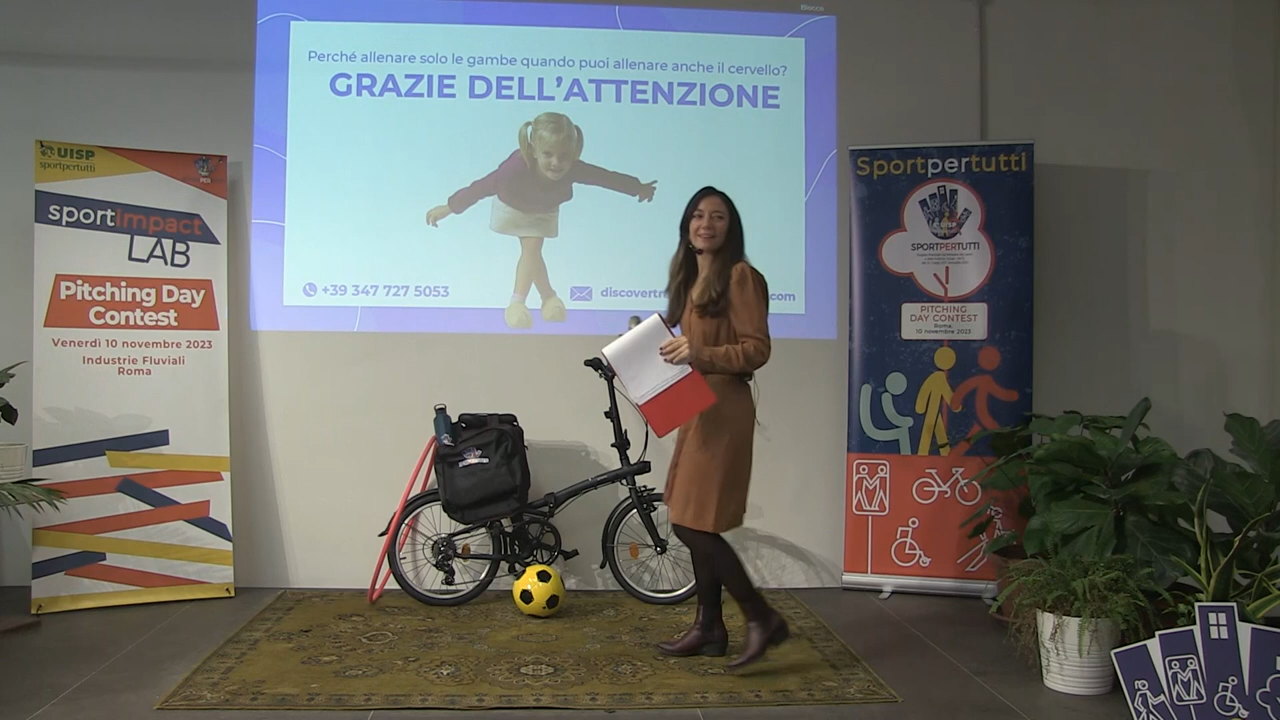 Blocca
Perché allenare solo le gambe quando puoi allenare anche il cervello?
GRAZIE DELL'ATTENZIONE
+39 347 727 5053
UISP
sportpertutti
sportImpact
LAB
Pitching Day
Contest
Venerdì 10 novembre 2023
Industrie Fluviali
Roma
Sportpertutti
UISP
SPORTPERTUTTI
PITCHING
DAY CONTEST
Roma,
10 novembre 2023